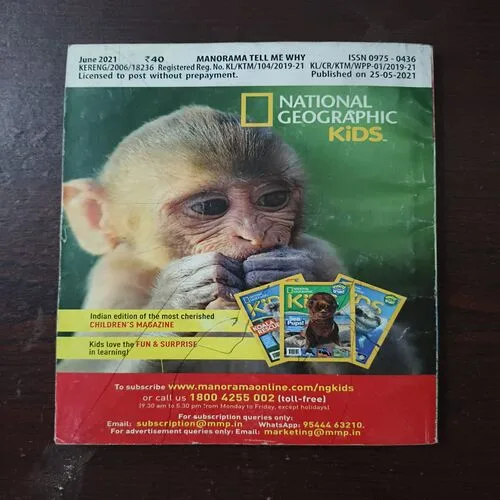 June 2021 ₹40 MANORAMA TELL ME WHY ISSN 0975 - 0436
KERENG/2006/18236 Registered Reg. No. KL/KTM/104/2019-21 KL/CR/KTM/WPP-01/2019-21
Licensed to post without prepayment. Published on 25-05-2021
NATIONAL
GEOGRAPHIC
KiDS
Indian edition of the most cherished
CHILDREN'S MAGAZINE
Kids love the FUN & SURPRISE
in learning!
To subscribe www.manoramaonline.com/ngkids
or call us 1800 4255 002 (toll-free)
(9.30 am to 5.30 pm from Monday to Friday, except holidays)
For subscription queries only:
Email: subscription@mmp.in WhatsApp: 95444 63210.
For advertisement queries only: Email: marketing@mmp.in